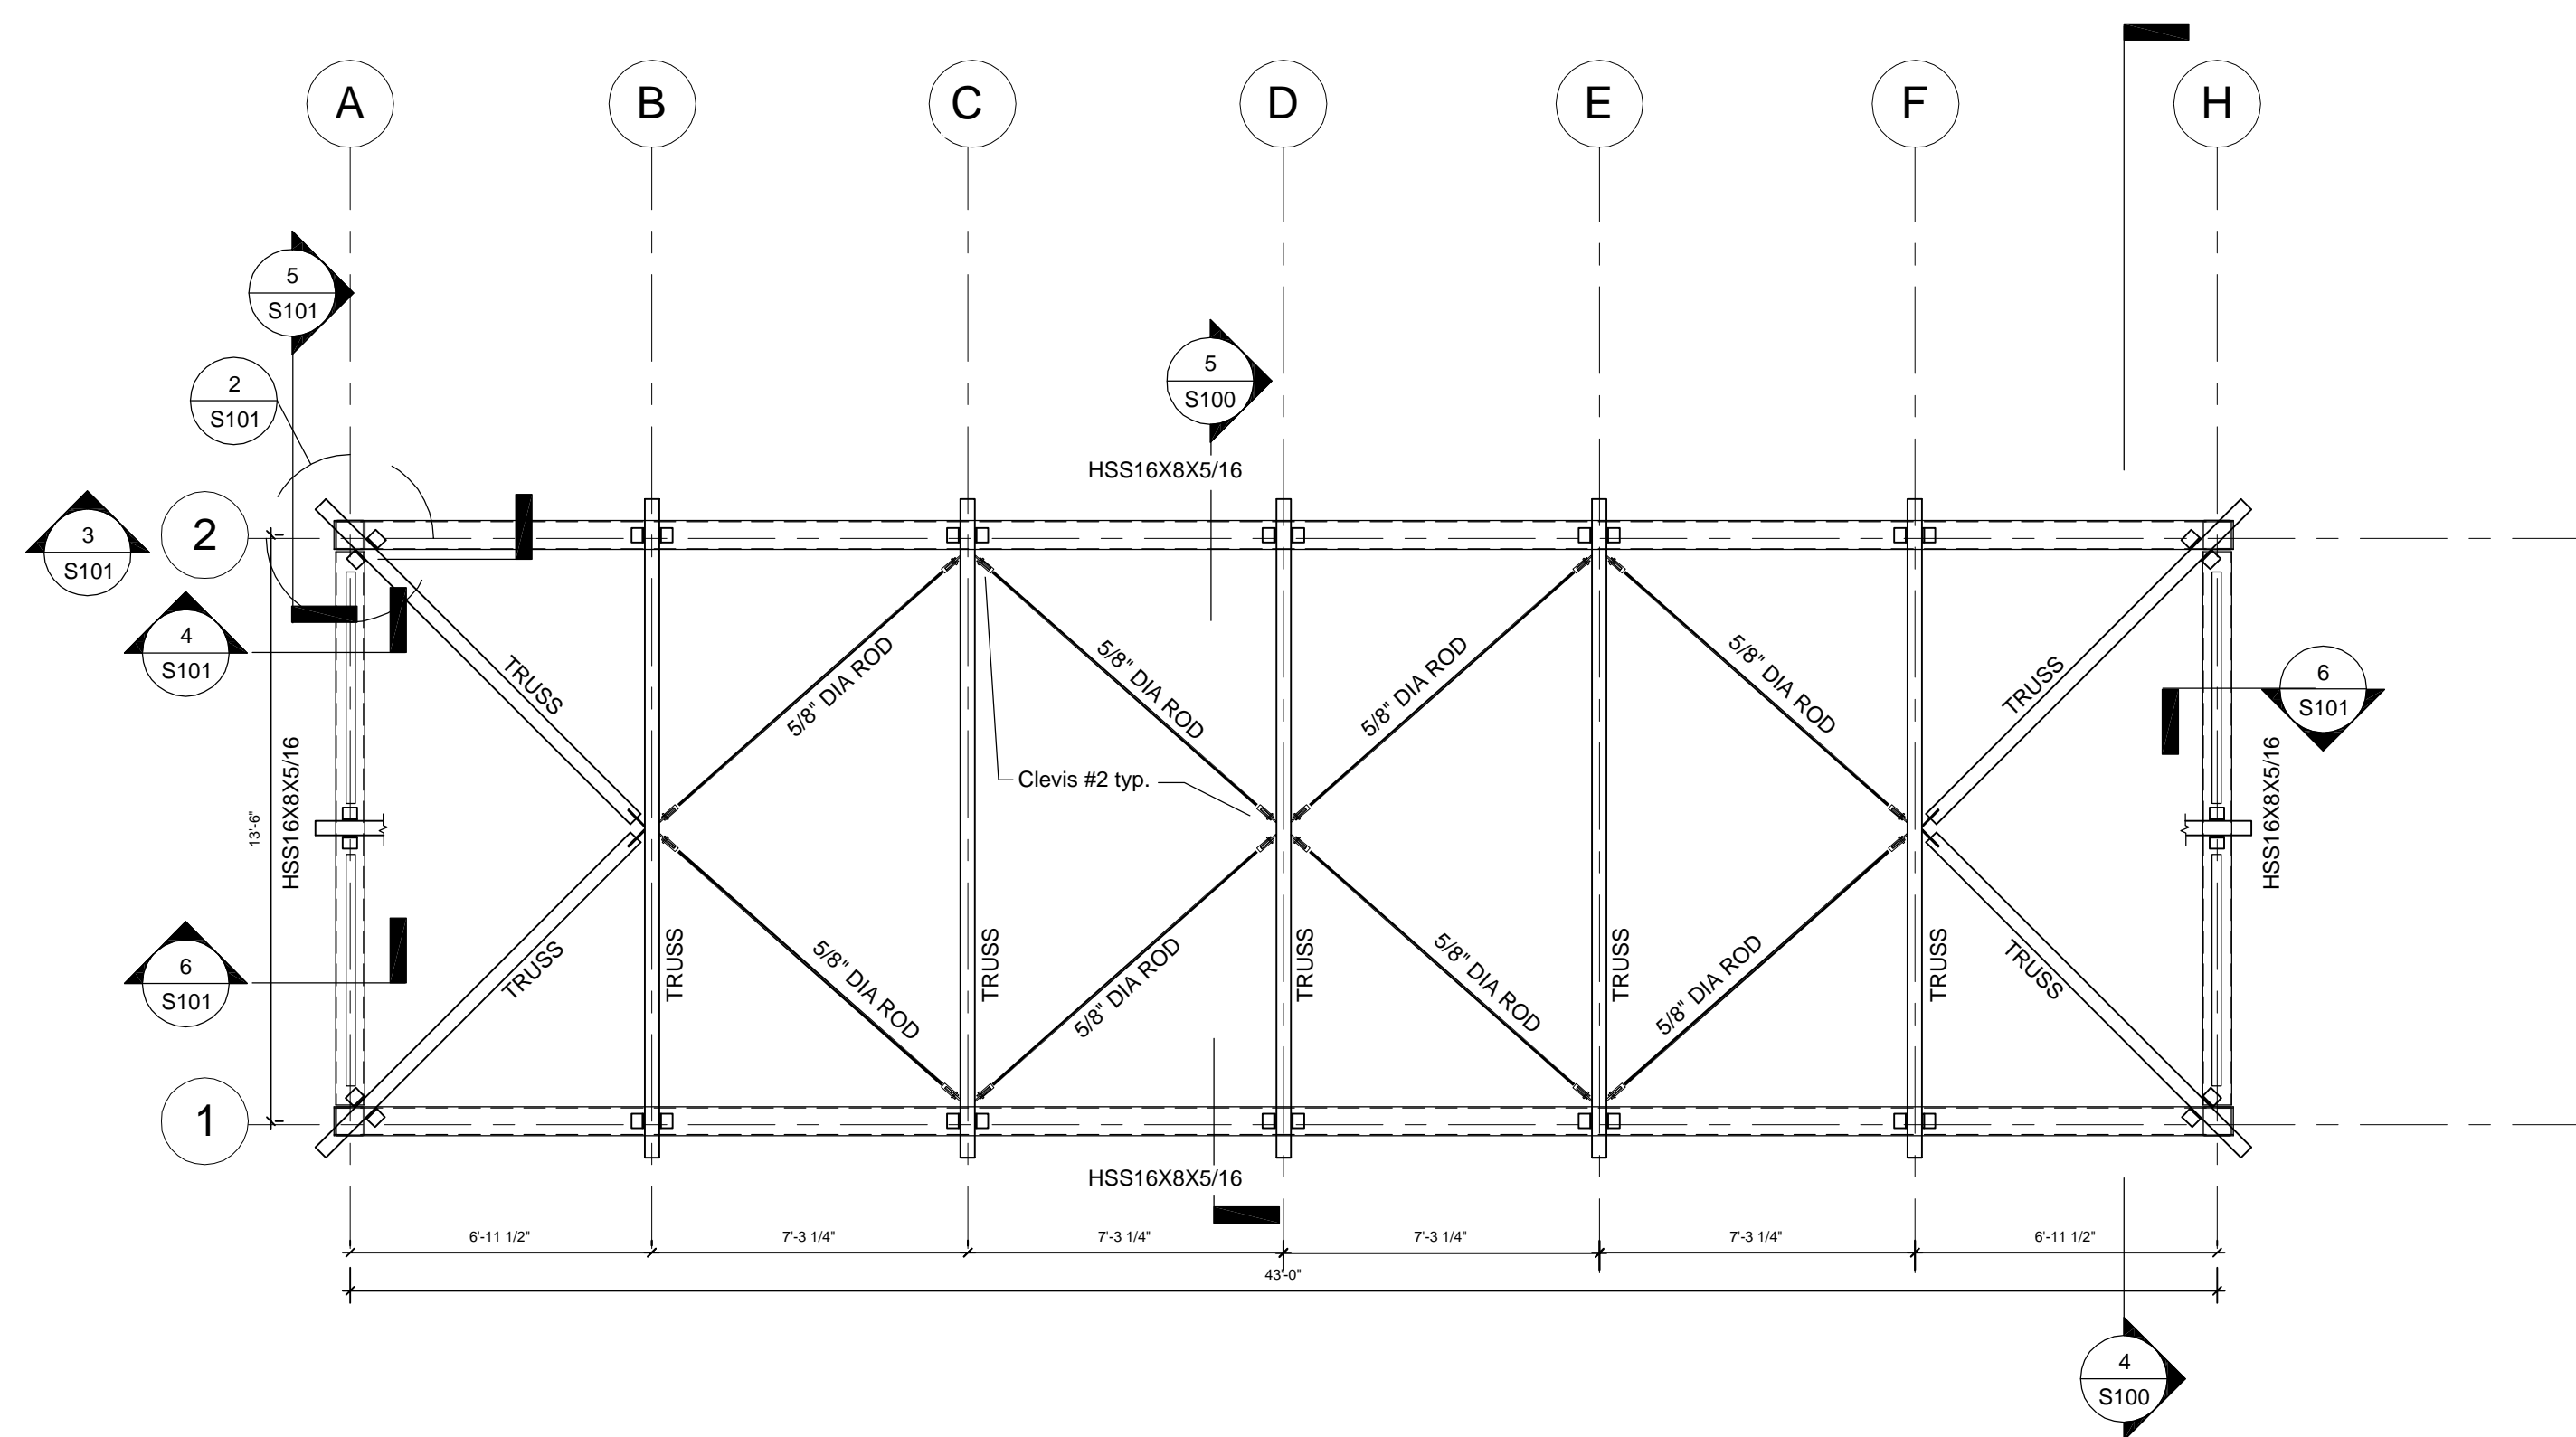 A
B
C
D
E
F
H
5
S101
5
S100
2
S101
HSS16X8X5/16
2
3
S101
4
S101
TRUSS
5/8" DIA ROD
5/8" DIA ROD
5/8" DIA ROD
5/8" DIA ROD
TRUSS
6
S101
Clevis #2 typ.
13'-6"
HSS16X8X5/16
HSS16X8X5/16
6
S101
TRUSS
TRUSS
5/8" DIA ROD
TRUSS
5/8" DIA ROD
TRUSS
5/8" DIA ROD
TRUSS
5/8" DIA ROD
TRUSS
TRUSS
1
HSS16X8X5/16
6'-11 1/2"
7'-3 1/4"
7'-3 1/4"
7'-3 1/4"
7'-3 1/4"
6'-11 1/2"
43'-0"
4
S100